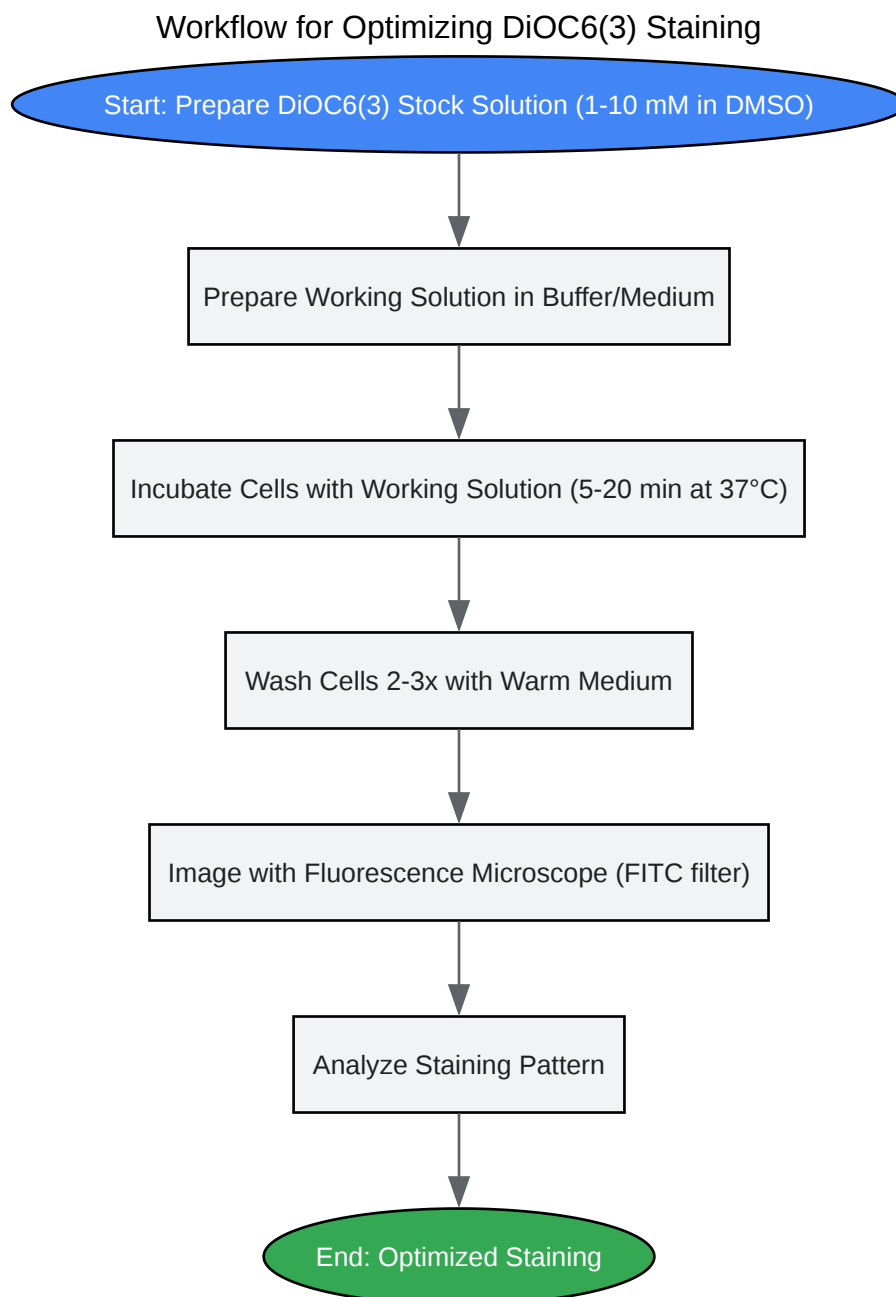 Workflow for Optimizing DiOC6(3) Staining
Start: Prepare DiOC6(3) Stock Solution (1-10 mM in DMSO)
Prepare Working Solution in Buffer/Medium
Incubate Cells with Working Solution (5-20 min at 37°C)
Wash Cells 2-3x with Warm Medium
Image with Fluorescence Microscope (FITC filter)
Analyze Staining Pattern
End: Optimized Staining